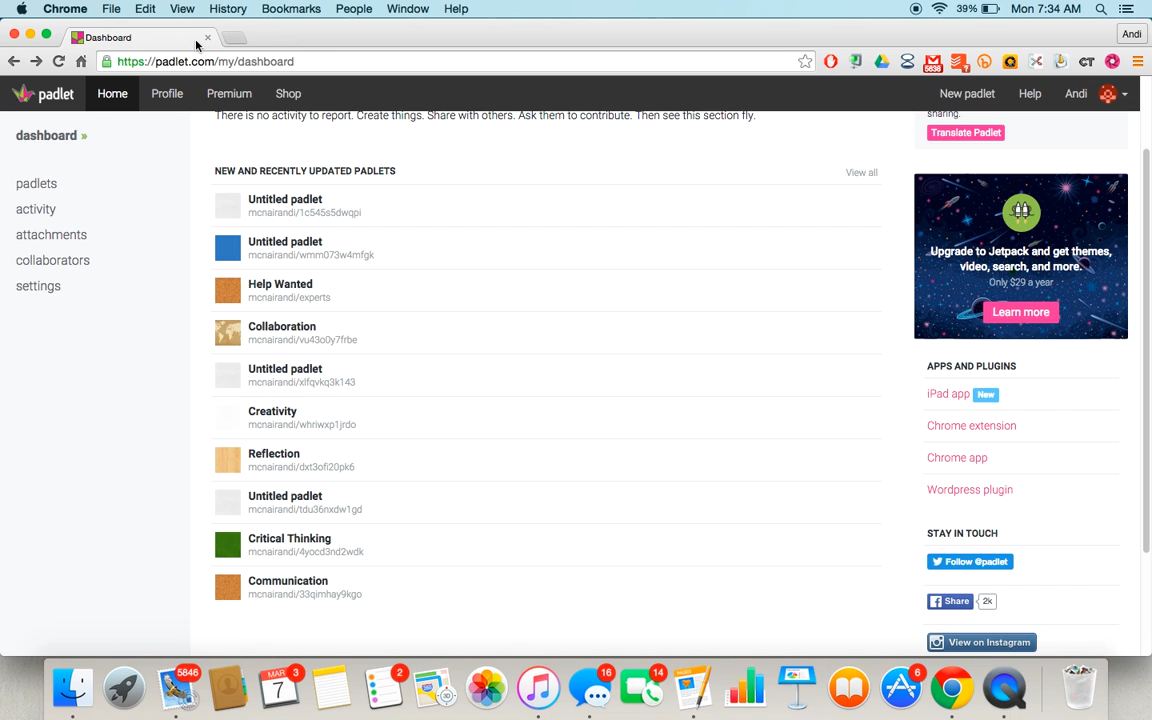 Chrome File Edit View History Bookmarks People Window Help 39% Mon 7:34 AM
Dashboard Andi
https://padlet.com/my/dashboard 5638 7 CT
padlet Home Profile Premium Shop New padlet Help Andi
dashboard »
padlets
activity
attachments
collaborators
settings
There is no activity to report. Create things. Share with others. Ask them to contribute. Then see this section fly.
NEW AND RECENTLY UPDATED PADLETS View all
Untitled padlet
mcnairandi/1c545s5dwqpi
Untitled padlet
mcnairandi/wmm073w4mfgk
Help Wanted
mcnairandi/experts
Collaboration
mcnairandi/vu43o0y7frbe
Untitled padlet
mcnairandi/xlfqvkq3k143
Creativity
mcnairandi/whriwxp1jrdo
Reflection
mcnairandi/dxt3ofi20pk6
Untitled padlet
mcnairandi/tdu36nxdw1gd
Critical Thinking
mcnairandi/4yocd3nd2wdk
Communication
mcnairandi/33qimhay9kgo
sharing.
Translate Padlet
Upgrade to Jetpack and get themes,
video, search, and more.
Only $29 a year
Learn more
APPS AND PLUGINS
iPad app New
Chrome extension
Chrome app
Wordpress plugin
STAY IN TOUCH
Follow @padlet
Share 2k
View on Instagram
5846 MAR 7 3 2 16 14 6